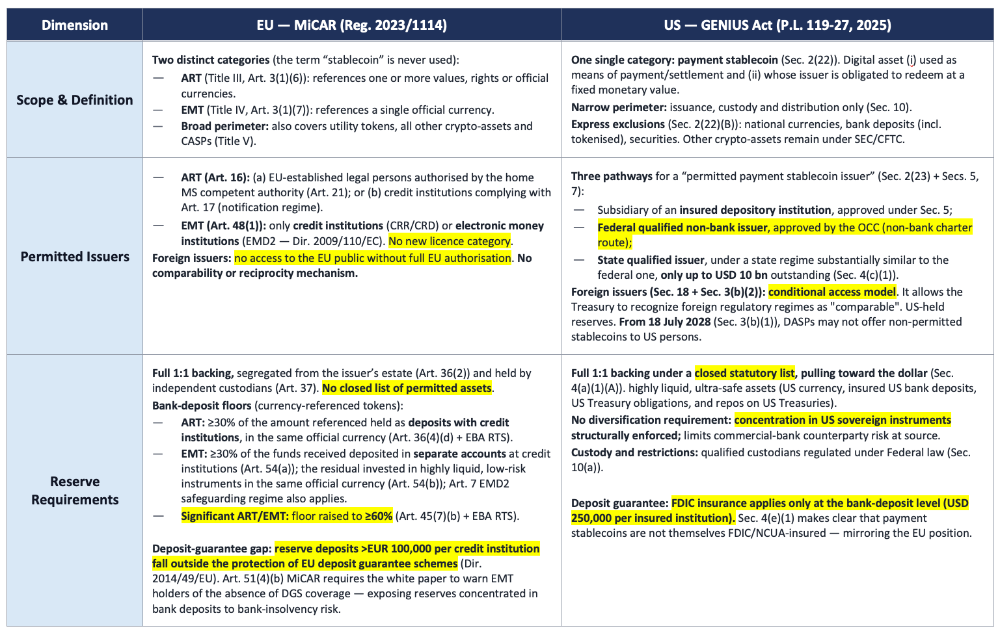 Dimension
EU — MiCAR (Reg. 2023/1114)
US — GENIUS Act (P.L. 119-27, 2025)
Scope & Definition
Two distinct categories (the term “stablecoin” is never used):
— ART (Title III, Art. 3(1)(6)): references one or more values, rights or official
currencies.
— EMT (Title IV, Art. 3(1)(7)): references a single official currency.
— Broad perimeter: also covers utility tokens, all other crypto-assets and
CASPs (Title V).
One single category: payment stablecoin (Sec. 2(22)). Digital asset (i) used as
means of payment/settlement and (ii) whose issuer is obligated to redeem at a
fixed monetary value.
Narrow perimeter: issuance, custody and distribution only (Sec. 10).
Express exclusions (Sec. 2(22)(B)): national currencies, bank deposits (incl.
tokenised), securities. Other crypto-assets remain under SEC/CFTC.
Permitted Issuers
— ART (Art. 16): (a) EU-established legal persons authorised by the home
MS competent authority (Art. 21); or (b) credit institutions complying with
Art. 17 (notification regime).
— EMT (Art. 48(1)): only credit institutions (CRR/CRD) or electronic money
institutions (EMD2 — Dir. 2009/110/EC). No new licence category.
Foreign issuers: no access to the EU public without full EU authorisation. No
comparability or reciprocity mechanism.
Three pathways for a “permitted payment stablecoin issuer” (Sec. 2(23) + Secs. 5,
7):
— Subsidiary of an insured depository institution, approved under Sec. 5;
— Federal qualified non-bank issuer, approved by the OCC (non-bank charter
route);
— State qualified issuer, under a state regime substantially similar to the
federal one, only up to USD 10 bn outstanding (Sec. 4(c)(1)).
Foreign issuers (Sec. 18 + Sec. 3(b)(2)): conditional access model. It allows the
Treasury to recognize foreign regulatory regimes as "comparable". US-held
reserves. From 18 July 2028 (Sec. 3(b)(1)), DASPs may not offer non-permitted
stablecoins to US persons.
Reserve
Requirements
Full 1:1 backing, segregated from the issuer’s estate (Art. 36(2)) and held by
independent custodians (Art. 37). No closed list of permitted assets.
Bank-deposit floors (currency-referenced tokens):
— ART: ≥30% of the amount referenced held as deposits with credit
institutions, in the same official currency (Art. 36(4)(d) + EBA RTS).
— EMT: ≥30% of the funds received deposited in separate accounts at credit
institutions (Art. 54(a)); the residual invested in highly liquid, low-risk
instruments in the same official currency (Art. 54(b)); Art. 7 EMD2
safeguarding regime also applies.
— Significant ART/EMT: floor raised to ≥60% (Art. 45(7)(b) + EBA RTS).
Deposit-guarantee gap: reserve deposits >EUR 100,000 per credit institution
fall outside the protection of EU deposit guarantee schemes (Dir.
2014/49/EU). Art. 51(4)(b) MiCAR requires the white paper to warn EMT
holders of the absence of DGS coverage — exposing reserves concentrated in
bank deposits to bank-insolvency risk.
Full 1:1 backing under a closed statutory list, pulling toward the dollar (Sec.
4(a)(1)(A)). highly liquid, ultra-safe assets (US currency, insured US bank deposits,
US Treasury obligations, and repos on US Treasuries).
No diversification requirement: concentration in US sovereign instruments
structurally enforced; limits commercial-bank counterparty risk at source.
Custody and restrictions: qualified custodians regulated under Federal law (Sec.
10(a)).
Deposit guarantee: FDIC insurance applies only at the bank-deposit level (USD
250,000 per insured institution). Sec. 4(e)(1) makes clear that payment
stablecoins are not themselves FDIC/NCUA-insured — mirroring the EU position.